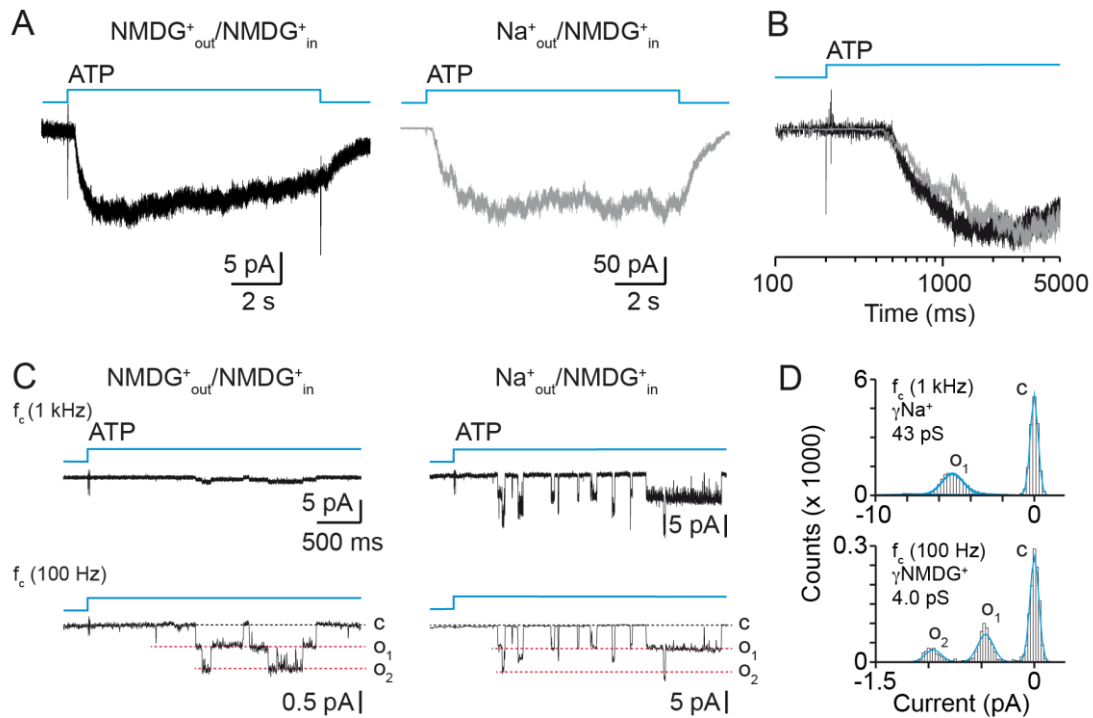 A
NMDG⁺out/NMDG⁺in
Na⁺out/NMDG⁺in
ATP
ATP
5 pA
2 s
50 pA
2 s
B
ATP
100
1000
5000
Time (ms)
C
NMDG⁺out/NMDG⁺in
Na⁺out/NMDG⁺in
fc (1 kHz)
ATP
ATP
5 pA
500 ms
5 pA
fc (100 Hz)
c
o1
o2
0.5 pA
c
o1
o2
5 pA
D
Counts (x 1000)
6
0
fc (1 kHz)
γNa⁺
43 pS
c
o1
-10
0
0.3
0
fc (100 Hz)
γNMDG⁺
4.0 pS
c
o1
o2
-1.5
0
Current (pA)